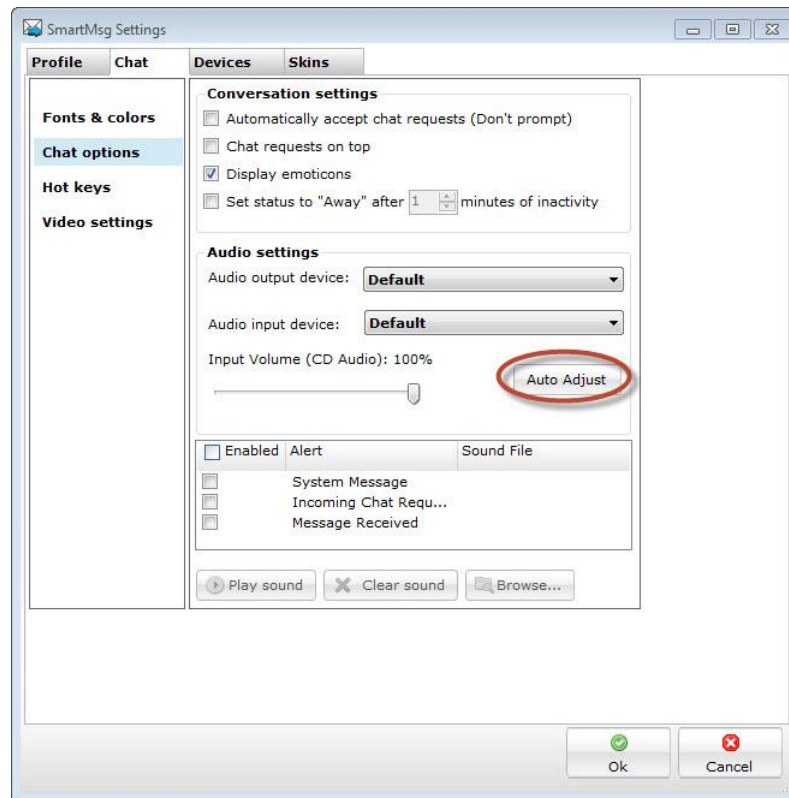 SmartMsg Settings
Profile Chat Devices Skins
Fonts & colors
Chat options
Hot keys
Video settings
Conversation settings
Automatically accept chat requests (Don't prompt)
Chat requests on top
Display emoticons
Set status to "Away" after 1 minutes of inactivity
Audio settings
Audio output device: Default
Audio input device: Default
Input Volume (CD Audio): 100%
Auto Adjust
Enabled Alert Sound File
System Message
Incoming Chat Requ...
Message Received
Play sound Clear sound Browse...
Ok Cancel